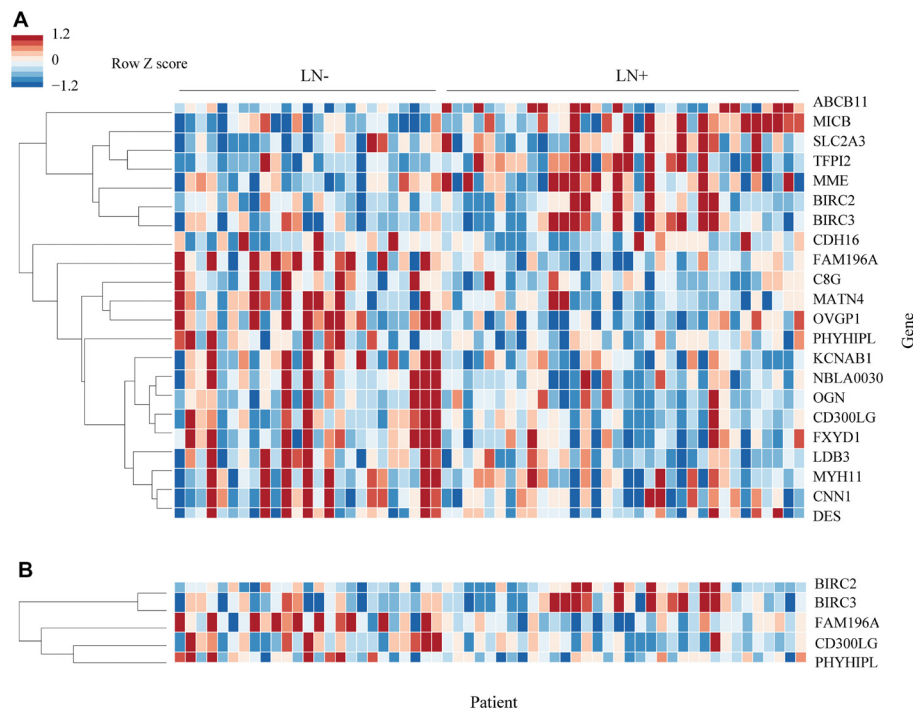 A
1.2
0
−1.2
Row Z score
LN-
LN+
ABCB11
MICB
SLC2A3
TFPI2
MME
BIRC2
BIRC3
CDH16
FAM196A
C8G
MATN4
OVGP1
PHYHIPL
KCNAB1
NBLA0030
OGN
CD300LG
FXYD1
LDB3
MYH11
CNN1
DES
Gene
B
BIRC2
BIRC3
FAM196A
CD300LG
PHYHIPL
Patient